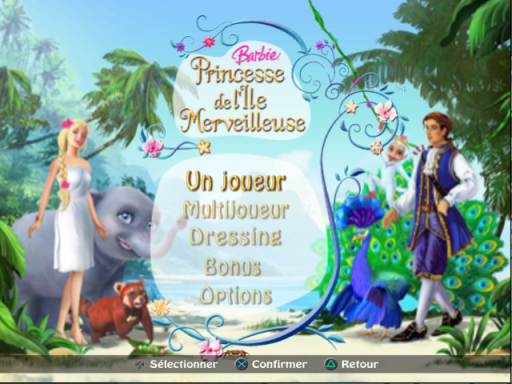 Barbie
Princesse
de l'Île
Merveilleuse
Un joueur
Multijoueur
Dressing
Bonus
Options
Sélectionner Confirmer Retour